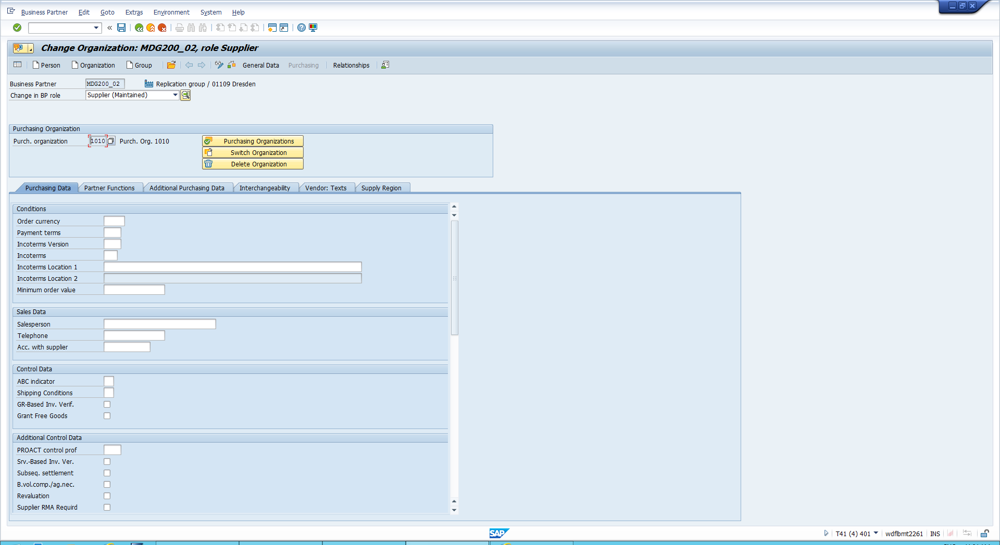 Business Partner Edit Goto Extras Environment System Help
Change Organization: MDG200_02, role Supplier
Person Organization Group General Data Purchasing Relationships
Business Partner MDG200_02 Replication group / 01109 Dresden
Change in BP role Supplier (Maintained)
Purchasing Organization
Purch. organization 1010 Purch. Org. 1010 Purchasing Organizations
Switch Organization
Delete Organization
Purchasing Data Partner Functions Additional Purchasing Data Interchangeability Vendor: Texts Supply Region
Conditions
Order currency
Payment terms
Incoterms Version
Incoterms
Incoterms Location 1
Incoterms Location 2
Minimum order value
Sales Data
Salesperson
Telephone
Acc. with supplier
Control Data
ABC indicator
Shipping Conditions
GR-Based Inv. Verif.
Grant Free Goods
Additional Control Data
PROACT control prof
Srv.-Based Inv. Ver.
Subseq. settlement
B.vol.comp./ag.nec.
Revaluation
Supplier RMA Requird
SAP T41 (4) 401 wdflbmt2261 INS